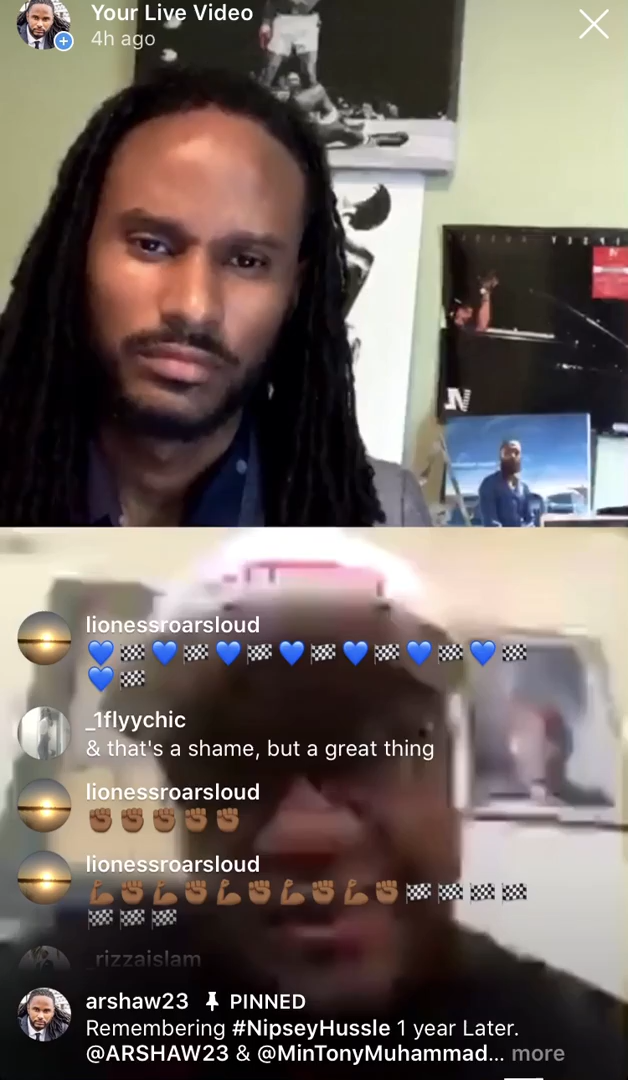 Your Live Video
4h ago
lionessroarsloud
💙🏁💙🏁💙🏁💙🏁💙🏁💙🏁💙🏁
💙🏁
_1flyychic
& that's a shame, but a great thing
lionessroarsloud
✊🏾✊🏾✊🏾✊🏾✊🏾
lionessroarsloud
💪🏾✊🏾💪🏾✊🏾💪🏾✊🏾💪🏾✊🏾💪🏾✊🏾🏁🏁🏁🏁
🏁🏁🏁
_rizzaislam
arshaw23 📌 PINNED
Remembering #NipseyHussle 1 year Later.
@ARSHAW23 & @MinTonyMuhammad... more